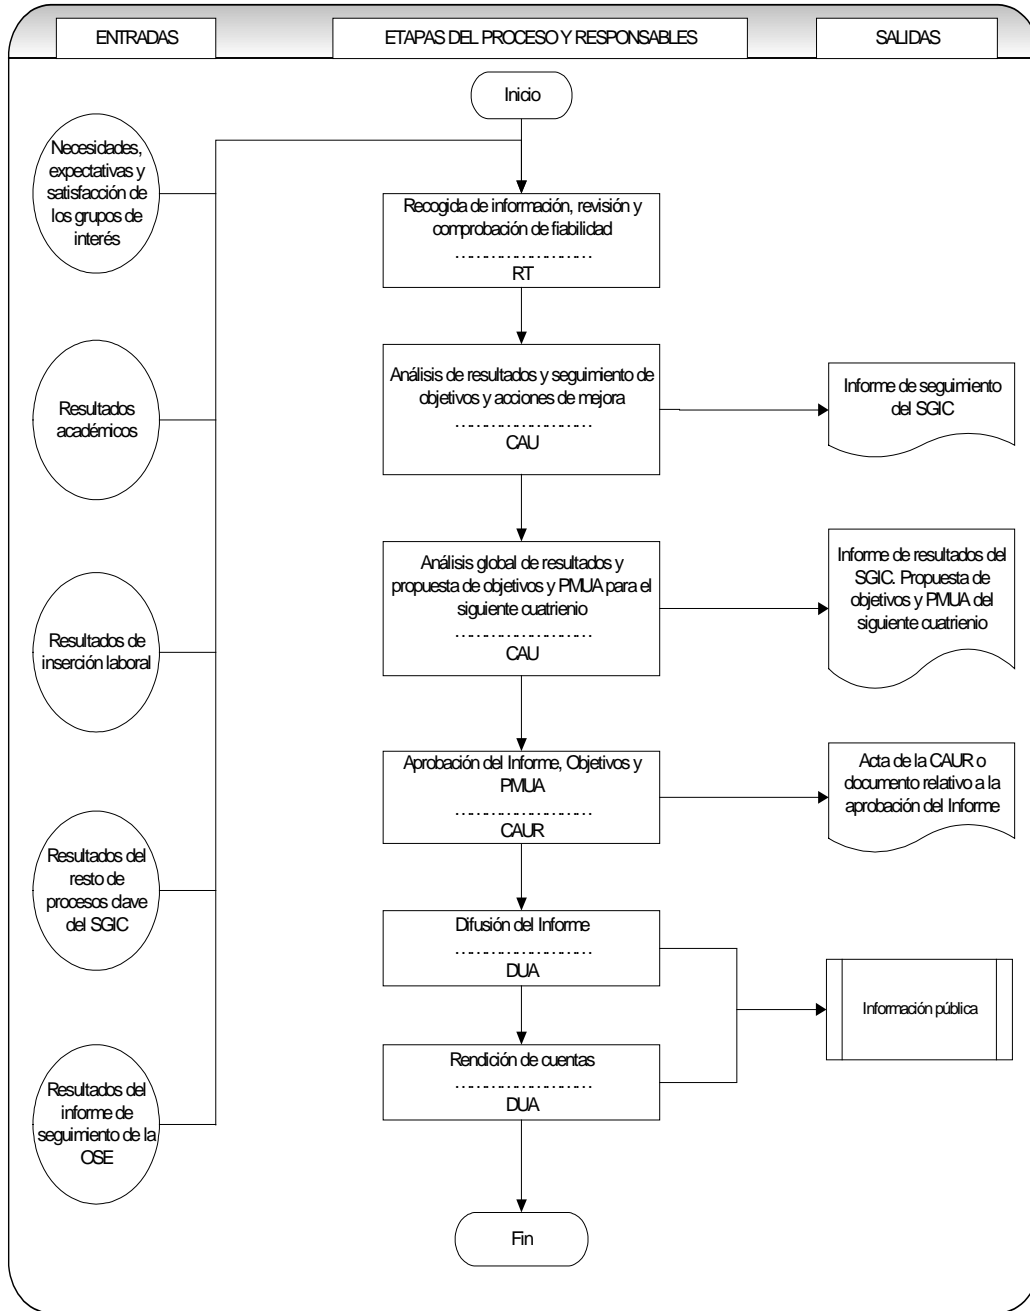 ENTRADAS
ETAPAS DEL PROCESO Y RESPONSABLES
SALIDAS
Inicio
Necesidades,
expectativas y
satisfacción de
los grupos de
interés
Recogida de información, revisión y
comprobación de fiabilidad
………………………
RT
Resultados
académicos
Análisis de resultados y seguimiento de
objetivos y acciones de mejora
………………………
CAU
Informe de seguimiento
del SGIC
Resultados de
inserción laboral
Análisis global de resultados y
propuesta de objetivos y PMUA para el
siguiente cuatrienio
………………………
CAU
Informe de resultados del
SGIC. Propuesta de
objetivos y PMUA del
siguiente cuatrienio
Aprobación del Informe, Objetivos y
PMUA
………………………
CAUR
Acta de la CAUR o
documento relativo a la
aprobación del Informe
Resultados del
resto de
procesos clave
del SGIC
Difusión del Informe
………………………
DUA
Información pública
Rendición de cuentas
………………………
DUA
Resultados del
informe de
seguimiento de la
OSE
Fin